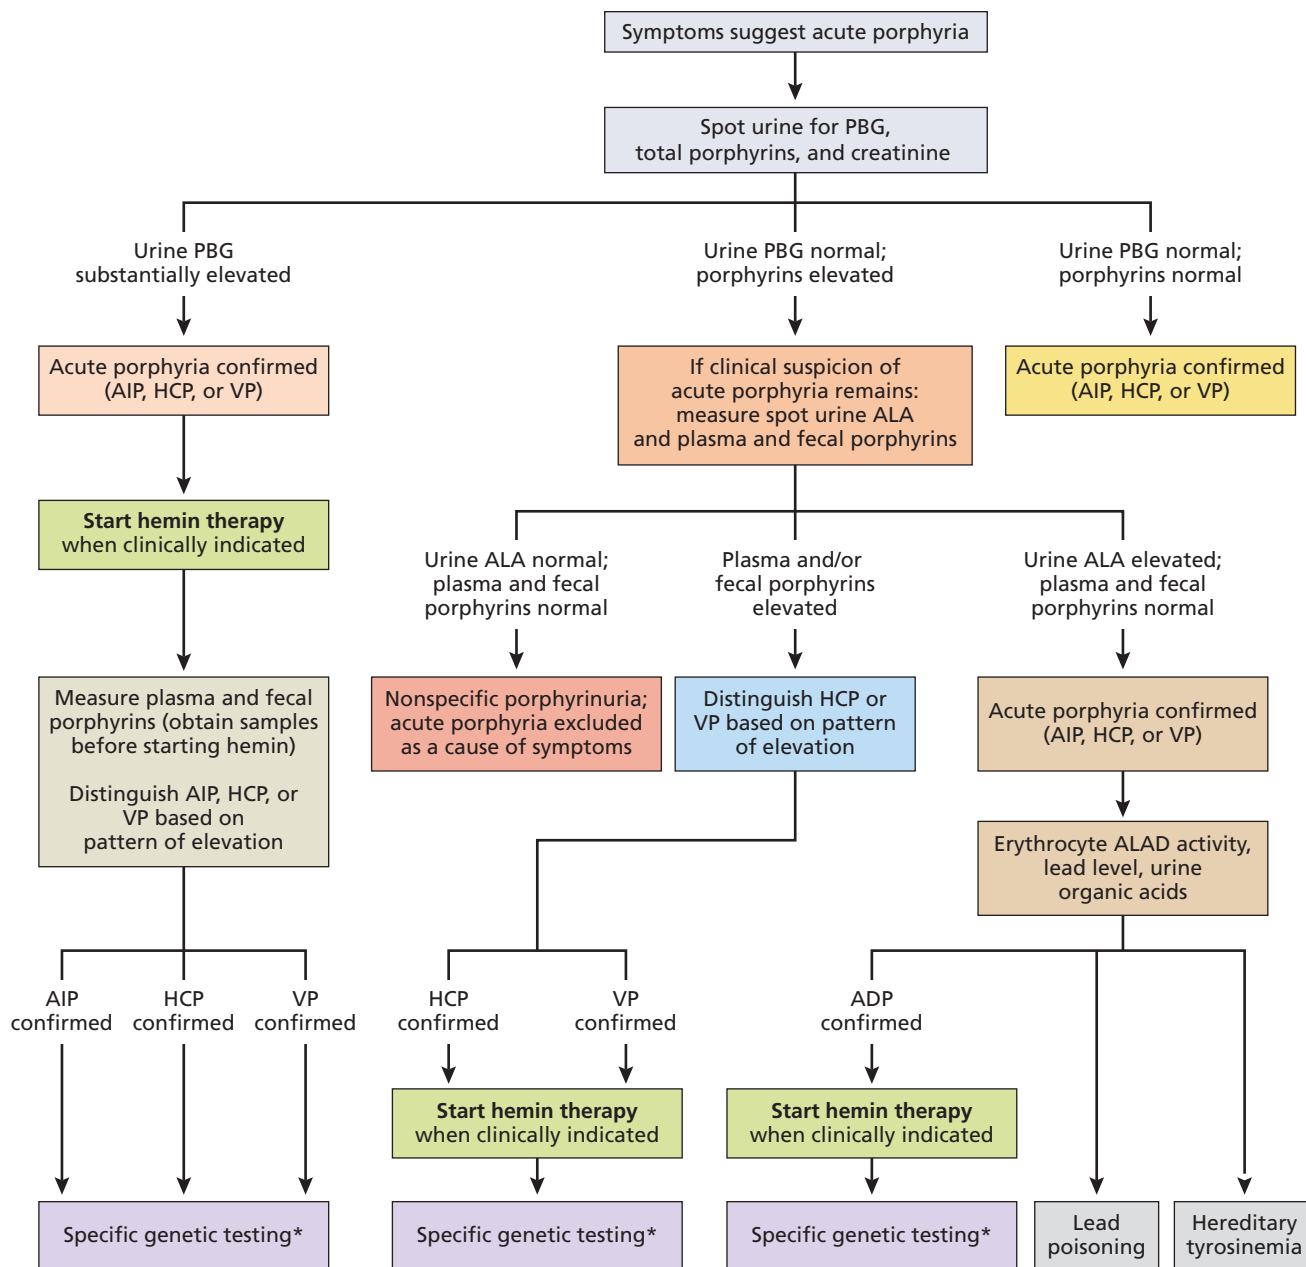 Symptoms suggest acute porphyria
Spot urine for PBG,
total porphyrins, and creatinine
Urine PBG
substantially elevated
Urine PBG normal;
porphyrins elevated
Urine PBG normal;
porphyrins normal
Acute porphyria confirmed
(AIP, HCP, or VP)
If clinical suspicion of
acute porphyria remains:
measure spot urine ALA
and plasma and fecal porphyrins
Acute porphyria confirmed
(AIP, HCP, or VP)
Start hemin therapy
when clinically indicated
Urine ALA normal;
plasma and fecal
porphyrins normal
Plasma and/or
fecal porphyrins
elevated
Urine ALA elevated;
plasma and fecal
porphyrins normal
Measure plasma and fecal
porphyrins (obtain samples
before starting hemin)
Distinguish AIP, HCP, or
VP based on
pattern of elevation
Nonspecific porphyrinuria;
acute porphyria excluded
as a cause of symptoms
Distinguish HCP or
VP based on pattern
of elevation
Acute porphyria confirmed
(AIP, HCP, or VP)
Erythrocyte ALAD activity,
lead level, urine
organic acids
AIP
confirmed
HCP
confirmed
VP
confirmed
HCP
confirmed
VP
confirmed
ADP
confirmed
Start hemin therapy
when clinically indicated
Start hemin therapy
when clinically indicated
Specific genetic testing*
Specific genetic testing*
Specific genetic testing*
Lead
poisoning
Hereditary
tyrosinemia